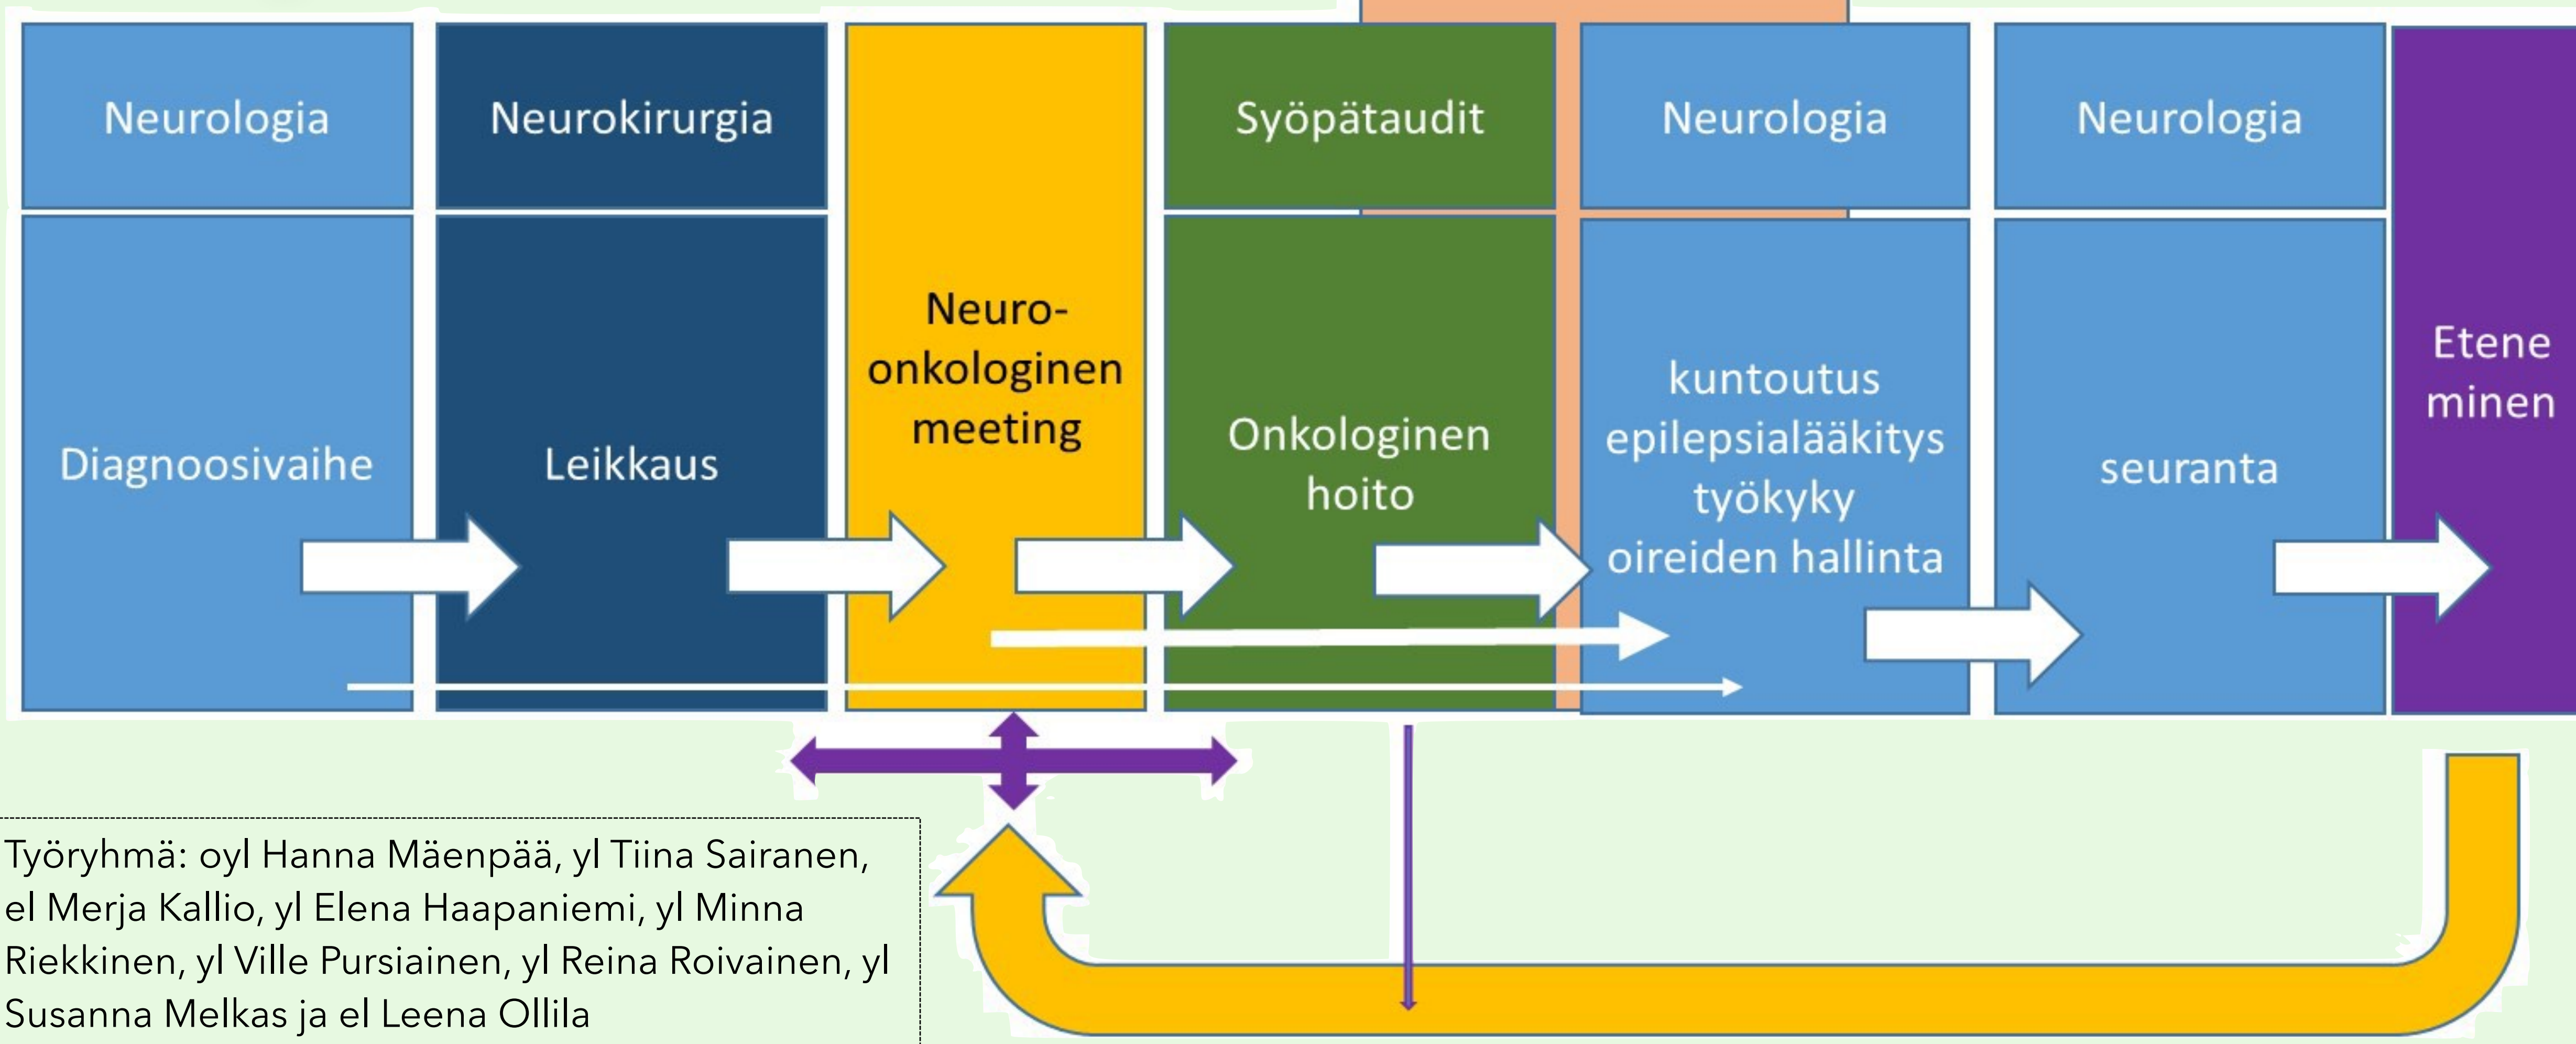 Neurologia
Neurokirurgia
Syöpätaudit
Neurologia
Neurologia
Diagnoosivaihe
Leikkaus
Neuro-
onkologinen
meeting
Onkologinen
hoito
kuntoutus
epilepsialääkitys
työkyky
oireiden hallinta
seuranta
Etene
minen
Työryhmä: oyl Hanna Mäenpää, yl Tiina Sairanen,
el Merja Kallio, yl Elena Haapaniemi, yl Minna
Riekkinen, yl Ville Pursiainen, yl Reina Roivainen, yl
Susanna Melkas ja el Leena Ollila